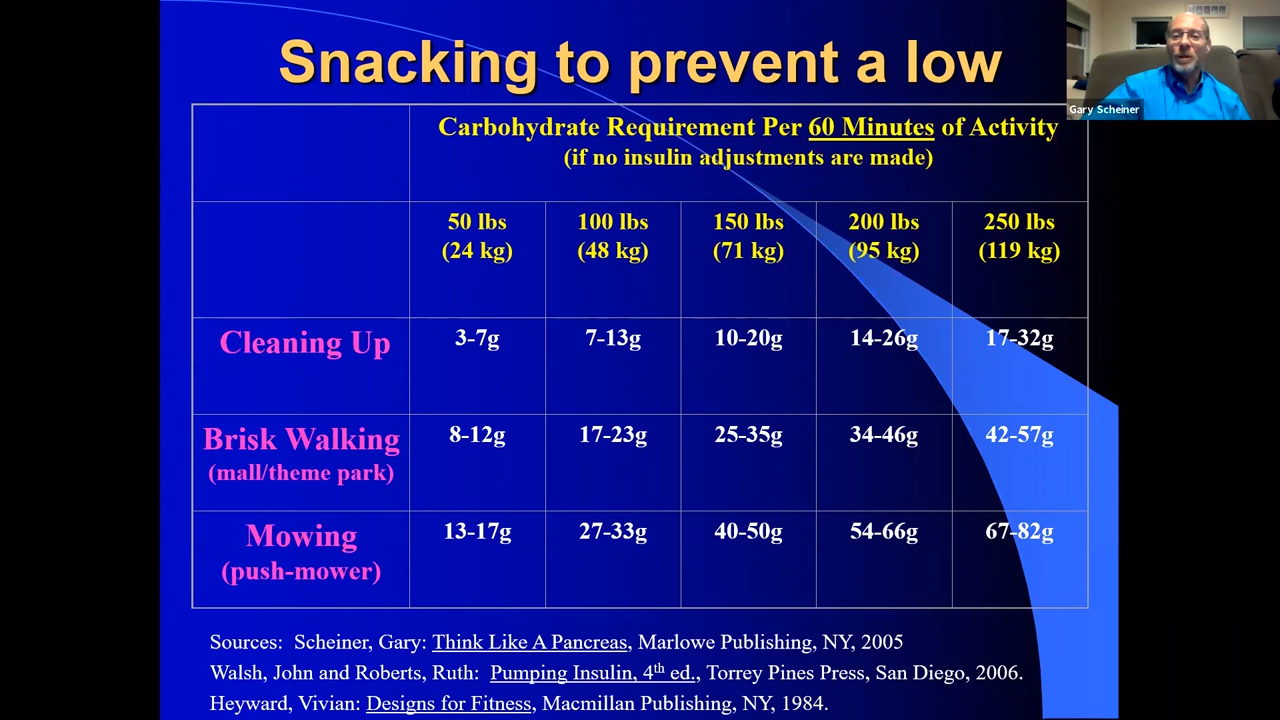 Snacking to prevent a low
Gary Scheiner
Carbohydrate Requirement Per 60 Minutes of Activity
(if no insulin adjustments are made)
50 lbs 100 lbs 150 lbs 200 lbs 250 lbs
(24 kg) (48 kg) (71 kg) (95 kg) (119 kg)
Cleaning Up 3-7g 7-13g 10-20g 14-26g 17-32g
Brisk Walking 8-12g 17-23g 25-35g 34-46g 42-57g
(mall/theme park)
Mowing 13-17g 27-33g 40-50g 54-66g 67-82g
(push-mower)
Sources: Scheiner, Gary: Think Like A Pancreas, Marlowe Publishing, NY, 2005
Walsh, John and Roberts, Ruth: Pumping Insulin, 4th ed., Torrey Pines Press, San Diego, 2006.
Heyward, Vivian: Designs for Fitness, Macmillan Publishing, NY, 1984.